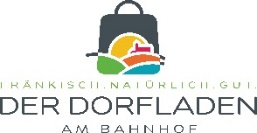 FRÄNKISCH. NATÜRLICH. GUT.
DER DORFLADEN
AM BAHNHOF